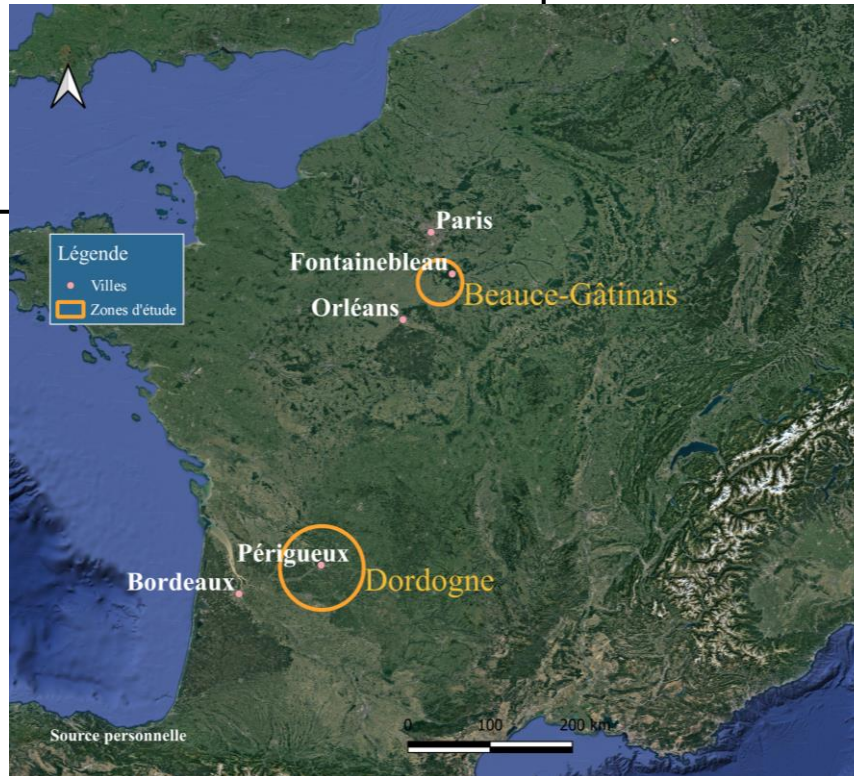 Paris
Fontainebleau
Beauce-Gâtinais
Orléans
Légende
Villes
Zones d'étude
Périgueux
Dordogne
Bordeaux
0 100 200 km
Source personnelle